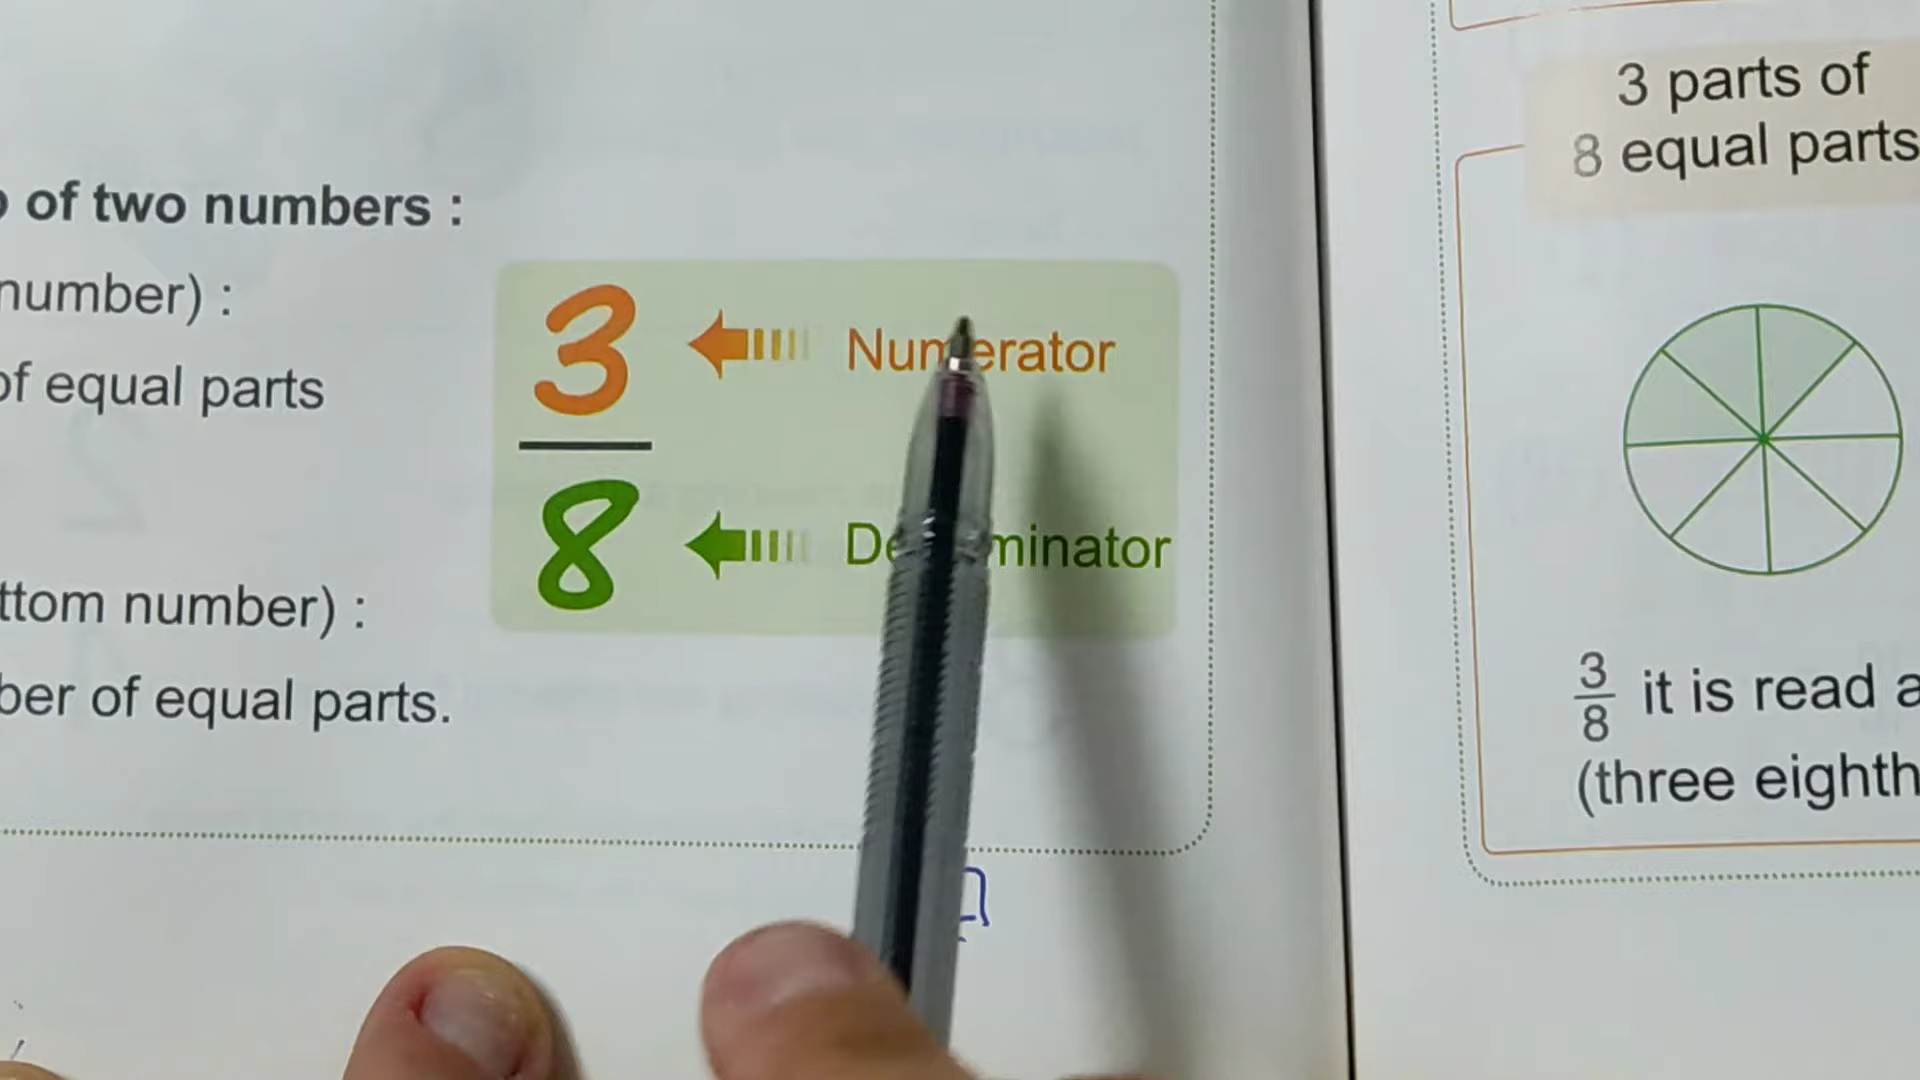 of two numbers :
number) :
of equal parts
3
Numerator
8
Denominator
ttom number) :
ber of equal parts.
3 parts of
8 equal parts
3/8 it is read a
(three eighth